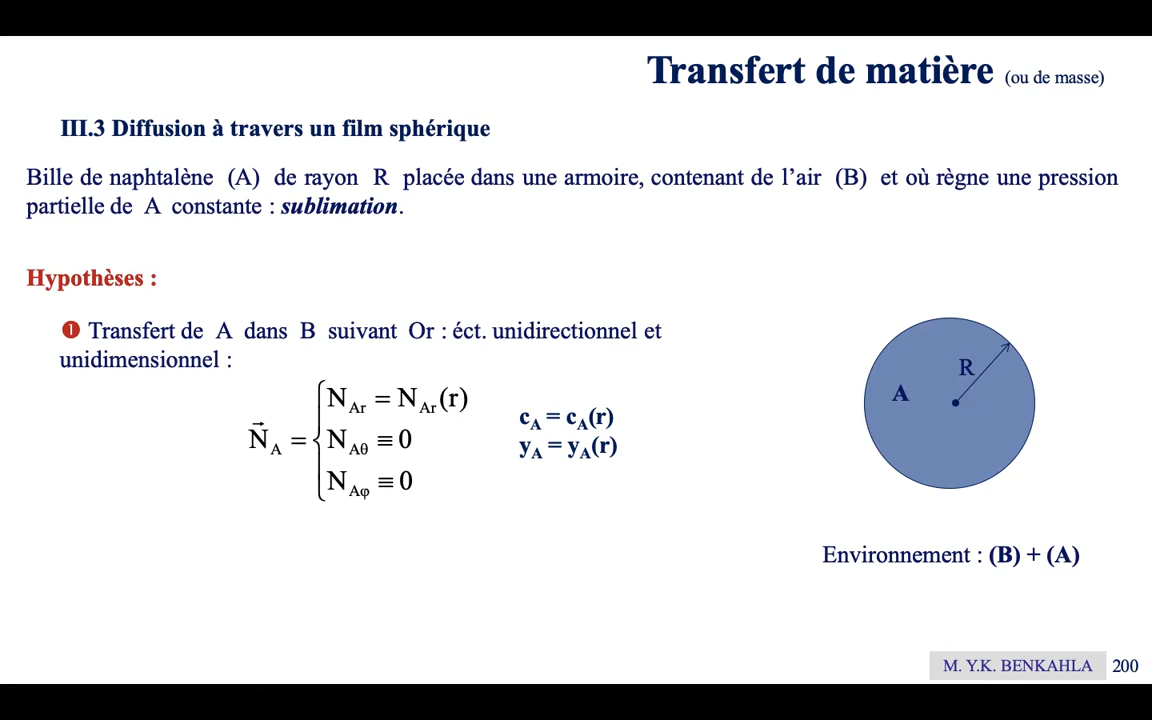 Transfert de matière (ou de masse)
III.3 Diffusion à travers un film sphérique
Bille de naphtalène (A) de rayon R placée dans une armoire, contenant de l’air (B) et où règne une pression
partielle de A constante : sublimation.
Hypothèses :
❶ Transfert de A dans B suivant Or : éct. unidirectionnel et
unidimensionnel :
N⃗_A = { N_Ar = N_Ar(r)
N_Aθ ≡ 0
N_Aφ ≡ 0
c_A = c_A(r)
y_A = y_A(r)
R
A
Environnement : (B) + (A)
M. Y.K. BENKAHLA 200